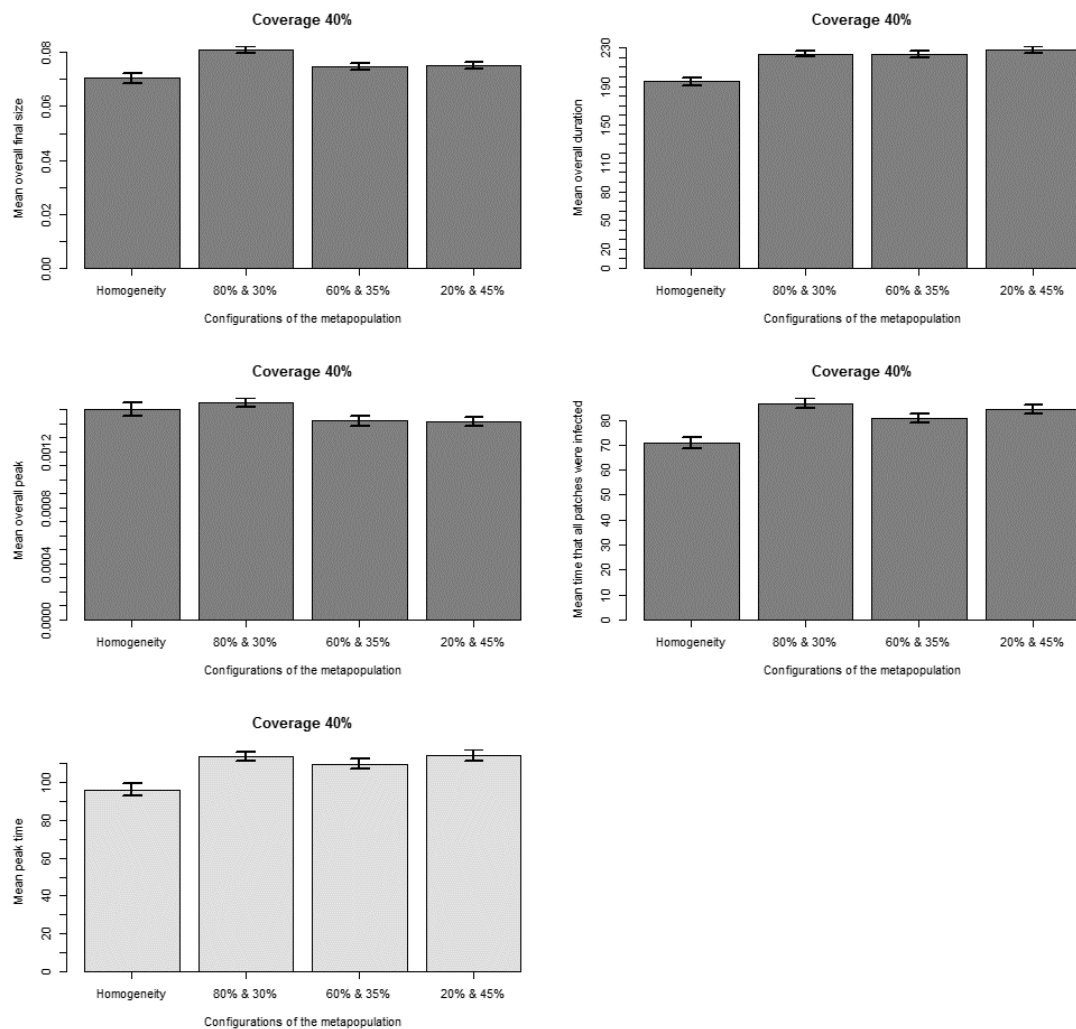 Coverage 40%
Mean overall final size
0.08
0.06
0.04
0.02
0.00
Homogeneity 80% & 30% 60% & 35% 20% & 45%
Configurations of the metapopulation
Coverage 40%
Mean overall duration
230
190
150
110
80
50
20
0
Homogeneity 80% & 30% 60% & 35% 20% & 45%
Configurations of the metapopulation
Coverage 40%
Mean overall peak
0.0012
0.0008
0.0004
0.0000
Homogeneity 80% & 30% 60% & 35% 20% & 45%
Configurations of the metapopulation
Coverage 40%
Mean time that all patches were infected
80
70
60
50
40
30
20
10
0
Homogeneity 80% & 30% 60% & 35% 20% & 45%
Configurations of the metapopulation
Coverage 40%
Mean peak time
100
80
60
40
20
0
Homogeneity 80% & 30% 60% & 35% 20% & 45%
Configurations of the metapopulation